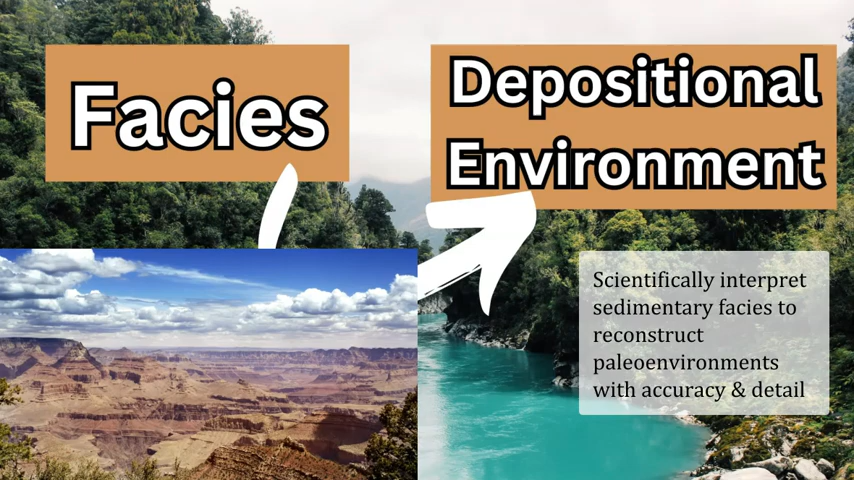 Facies
Depositional
Environment
Scientifically interpret
sedimentary facies to
reconstruct
paleoenvironments
with accuracy & detail